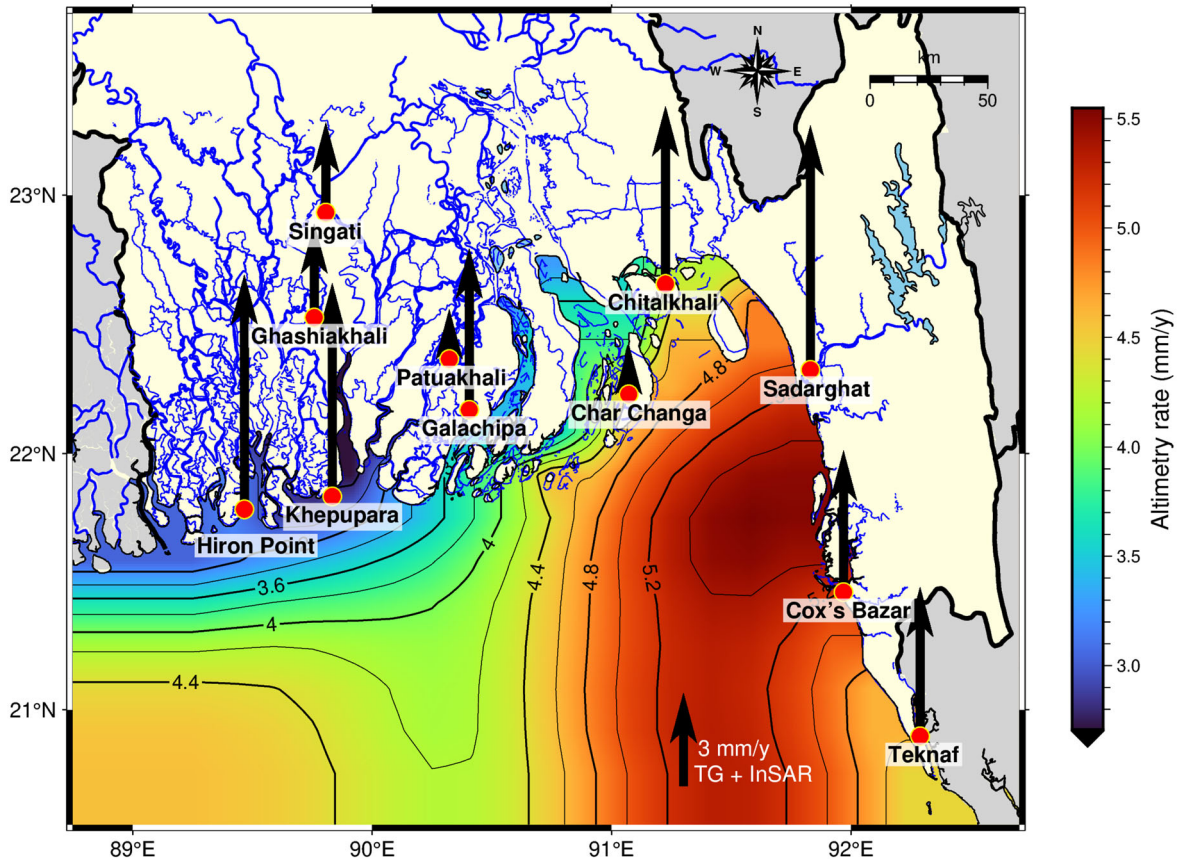 N
W E
S
km
0 50
23°N
22°N
21°N
Singati
Ghashiakhali
Chitalkhali
Patuakhali
Sadarghat
Galachipa
Char Changa
Khepupara
Hiron Point
Cox's Bazar
Teknaf
4.8
4
3.6
4.4
4.8
5.2
4
4.4
3 mm/y
TG + InSAR
89°E 90°E 91°E 92°E
5.5
5.0
4.5
4.0
3.5
3.0
Altimetry rate (mm/y)